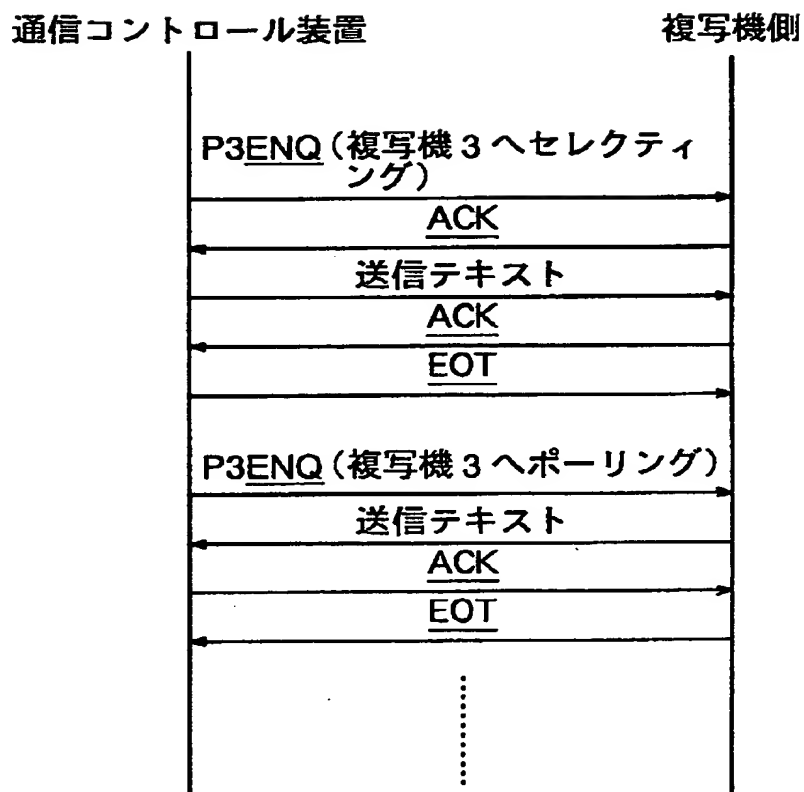 通信コントロール装置
複写機側
P3ENQ(複写機3へセレクティ
ング)
ACK
送信テキスト
ACK
EOT
P3ENQ(複写機3へポーリング)
送信テキスト
ACK
EOT